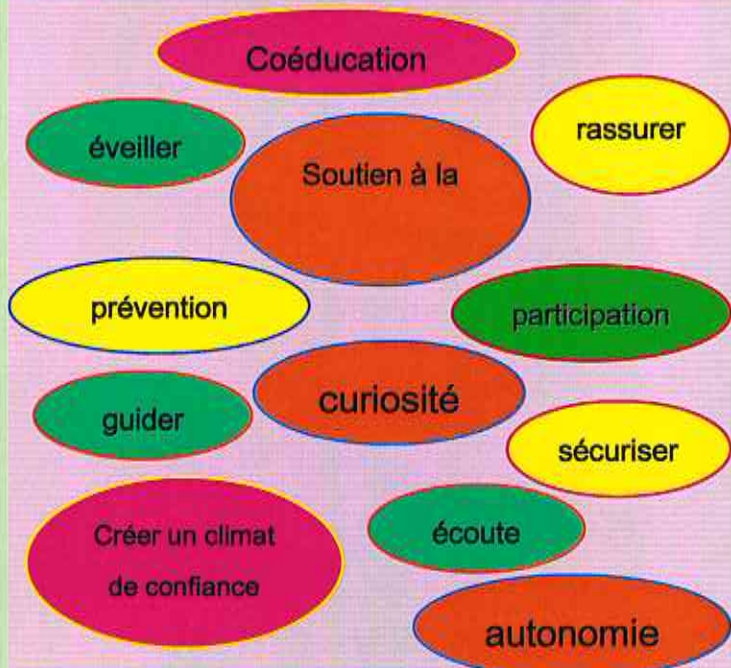 Coéducation
éveiller
rassurer
Soutien à la
prévention
participation
curiosité
guider
sécuriser
Créer un climat
de confiance
écoute
autonomie